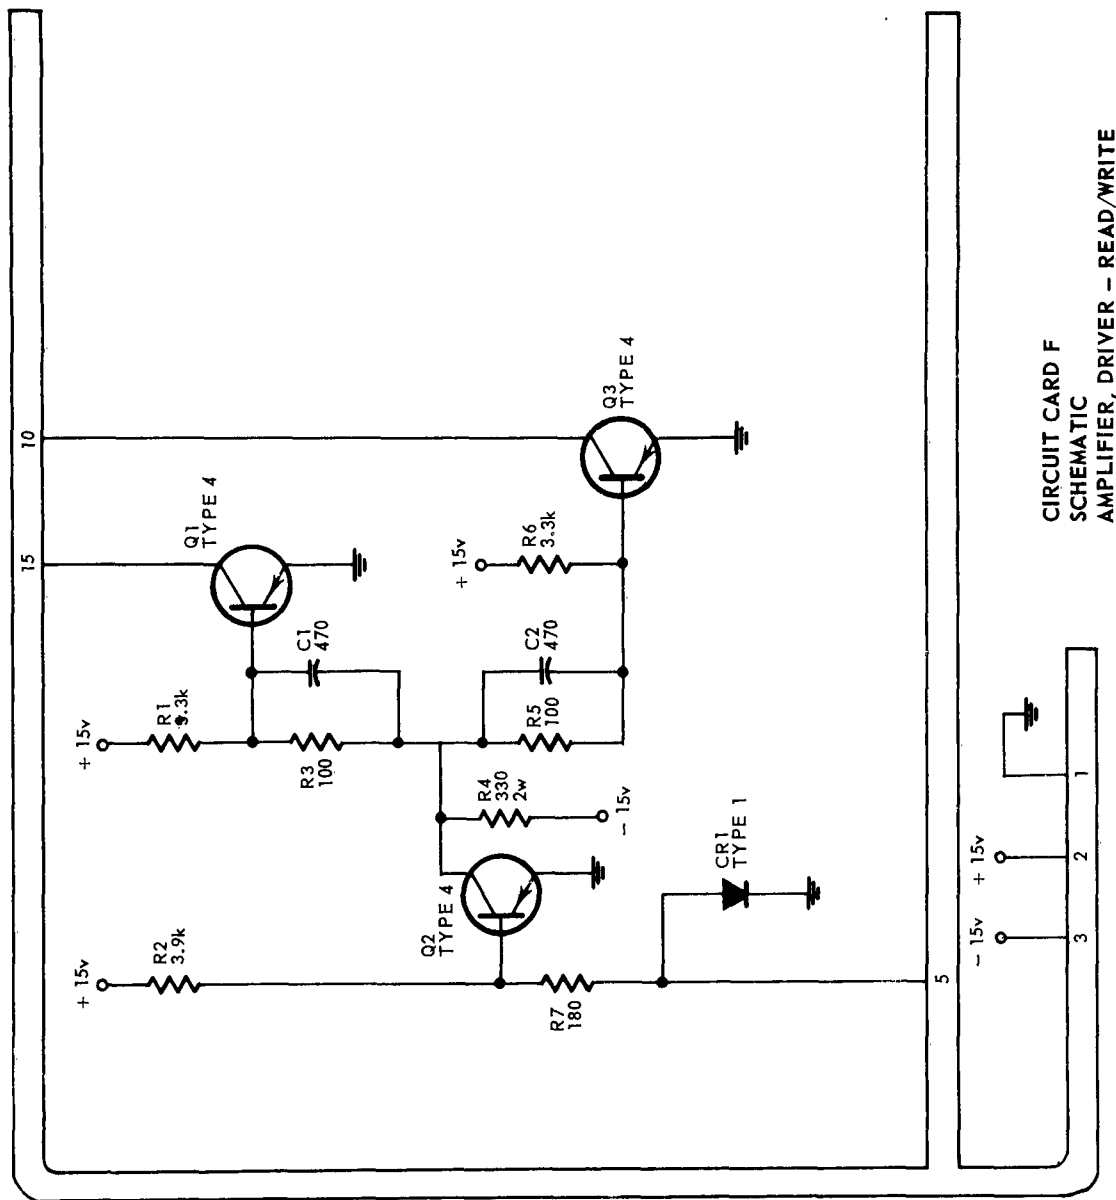 15
10
Q1
TYPE 4
+ 15v
R1
3.3k
C1
470
R3
100
+ 15v
R6
3.3k
Q3
TYPE 4
C2
470
R5
100
R4
330
2w
− 15v
+ 15v
R2
3.9k
Q2
TYPE 4
CR1
TYPE 1
R7
180
5
− 15v
+ 15v
3
2
1
CIRCUIT CARD F
SCHEMATIC
AMPLIFIER, DRIVER – READ/WRITE